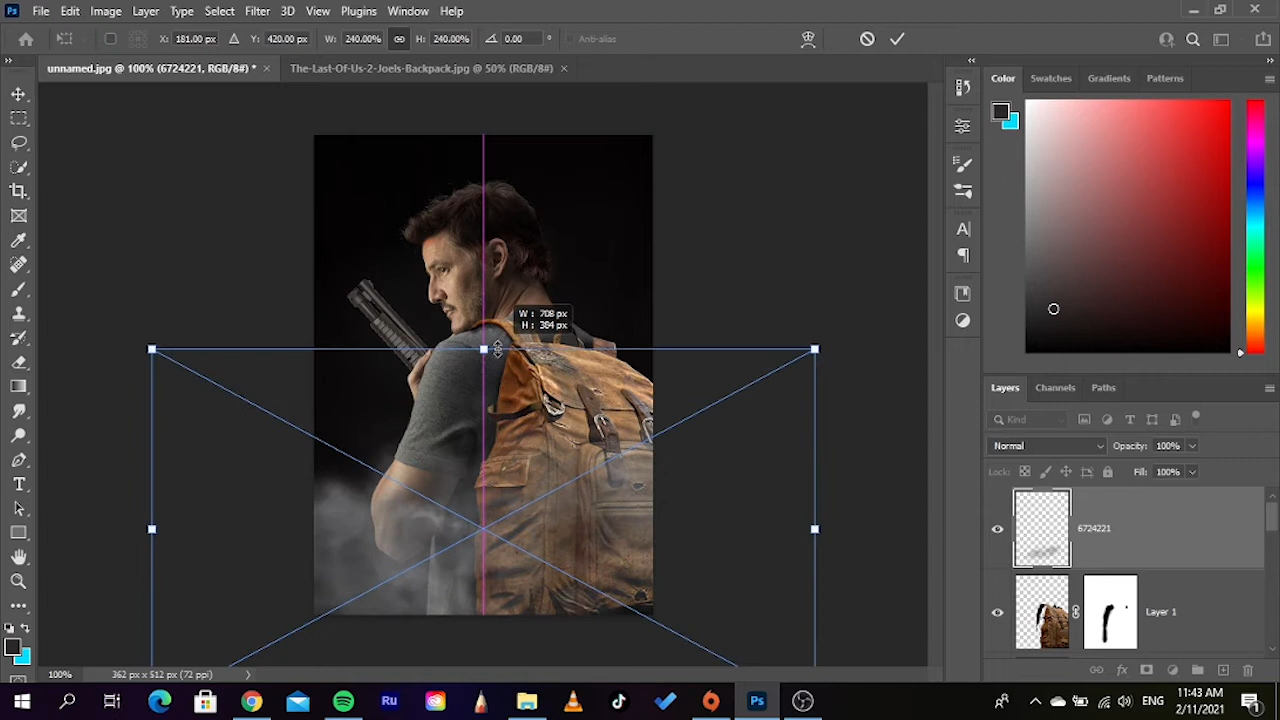 Ps File Edit Image Layer Type Select Filter 3D View Plugins Window Help
X: 181.00 px Y: 420.00 px W: 240.00% H: 240.00% 0.00 ° Anti-alias
unnamed.jpg @ 100% (6724221, RGB/8#) * × The-Last-Of-Us-2-Joels-Backpack.jpg @ 50% (RGB/8#) ×
Color Swatches Gradients Patterns
W : 708 px
H : 384 px
Layers Channels Paths
Kind
Normal Opacity: 100%
Lock: Fill: 100%
6724221
Layer 1
100% 362 px x 512 px (72 ppi)
Ru Ps ENG 11:43 AM
2/11/2021